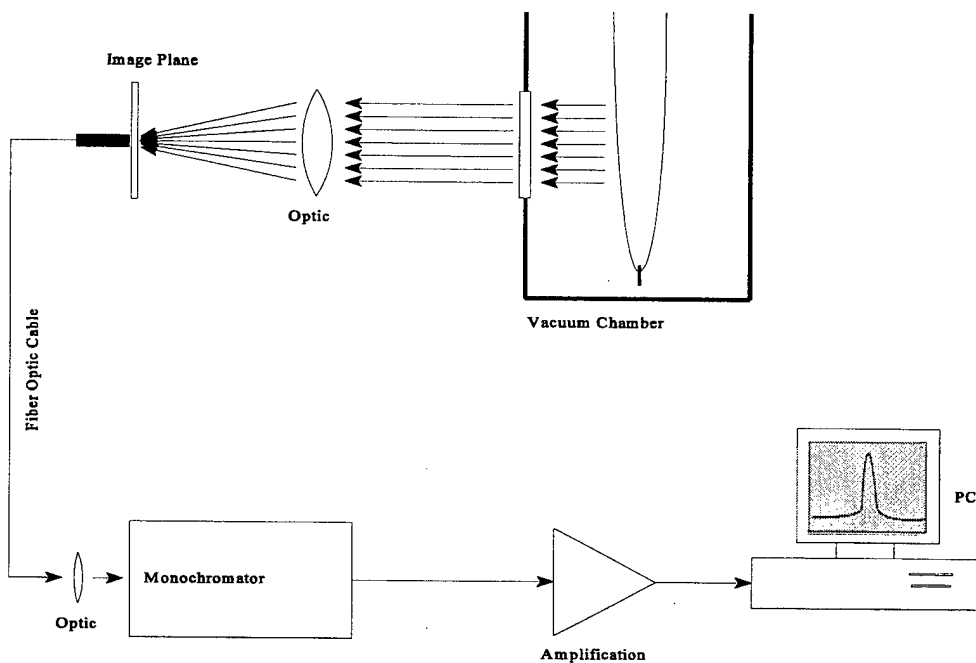 Image Plane
Optic
Vacuum Chamber
Fiber Optic Cable
PC
Monochromator
Optic
Amplification